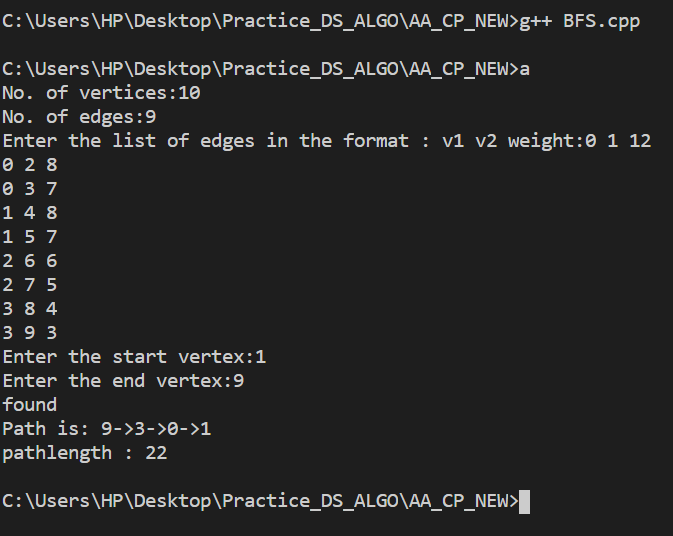 C:\Users\HP\Desktop\Practice_DS_ALGO\AA_CP_NEW>g++ BFS.cpp
C:\Users\HP\Desktop\Practice_DS_ALGO\AA_CP_NEW>a
No. of vertices:10
No. of edges:9
Enter the list of edges in the format : v1 v2 weight:0 1 12
0 2 8
0 3 7
1 4 8
1 5 7
2 6 6
2 7 5
3 8 4
3 9 3
Enter the start vertex:1
Enter the end vertex:9
found
Path is: 9->3->0->1
pathlength : 22
C:\Users\HP\Desktop\Practice_DS_ALGO\AA_CP_NEW>